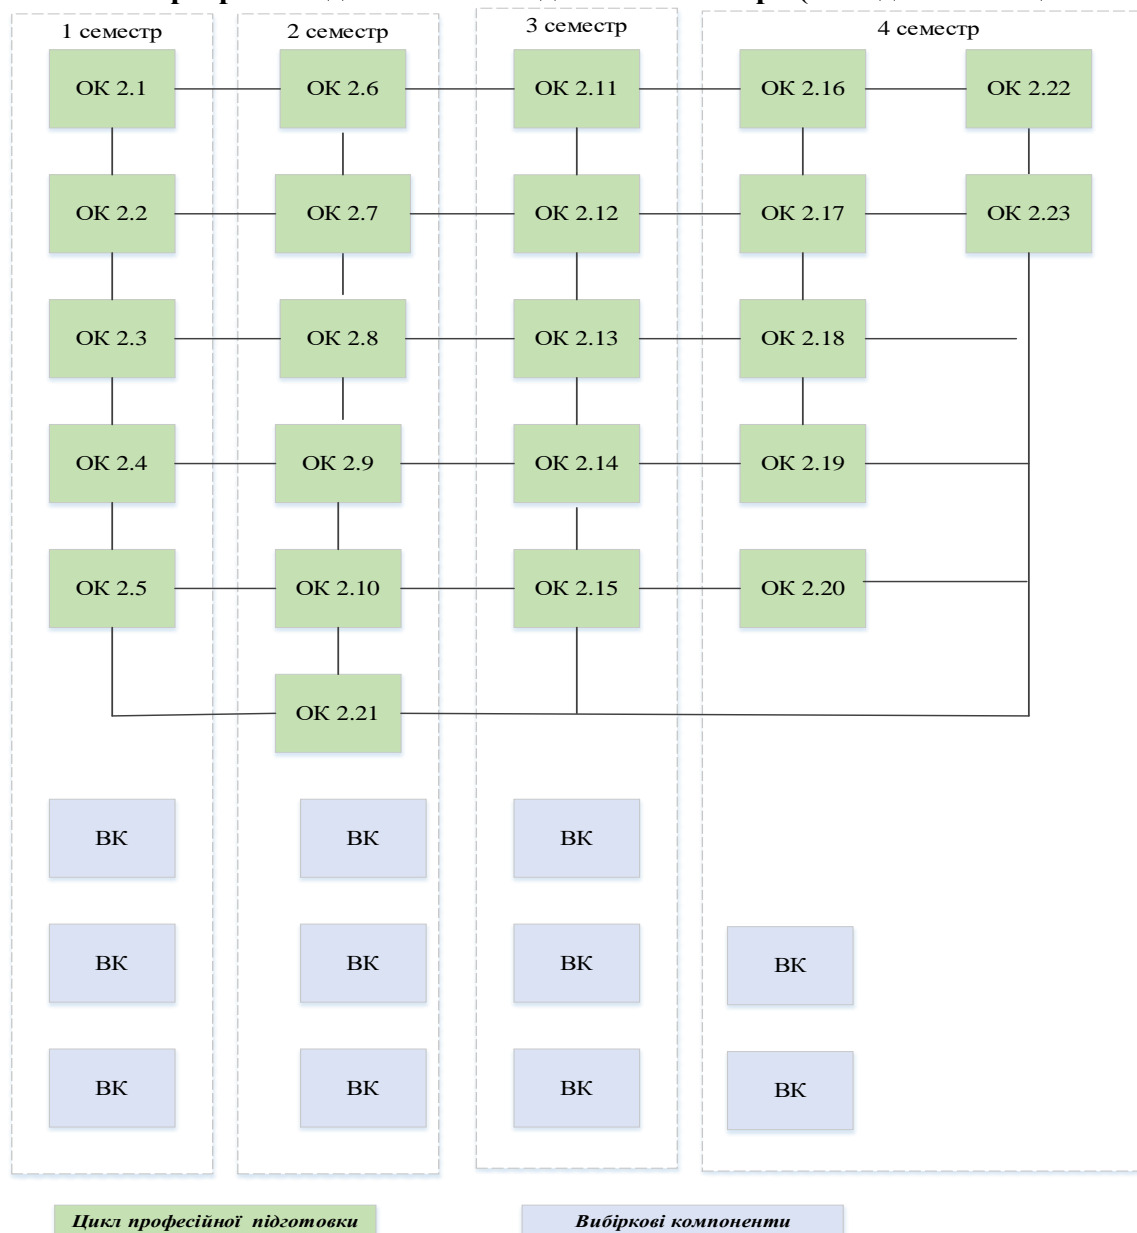 1 семестр 2 семестр 3 семестр 4 семестр
ОК 2.1 ОК 2.6 ОК 2.11 ОК 2.16 ОК 2.22
ОК 2.2 ОК 2.7 ОК 2.12 ОК 2.17 ОК 2.23
ОК 2.3 ОК 2.8 ОК 2.13 ОК 2.18
ОК 2.4 ОК 2.9 ОК 2.14 ОК 2.19
ОК 2.5 ОК 2.10 ОК 2.15 ОК 2.20
ОК 2.21
ВК ВК ВК
ВК ВК ВК ВК
ВК ВК ВК ВК
Цикл професійної підготовки Вибіркові компоненти